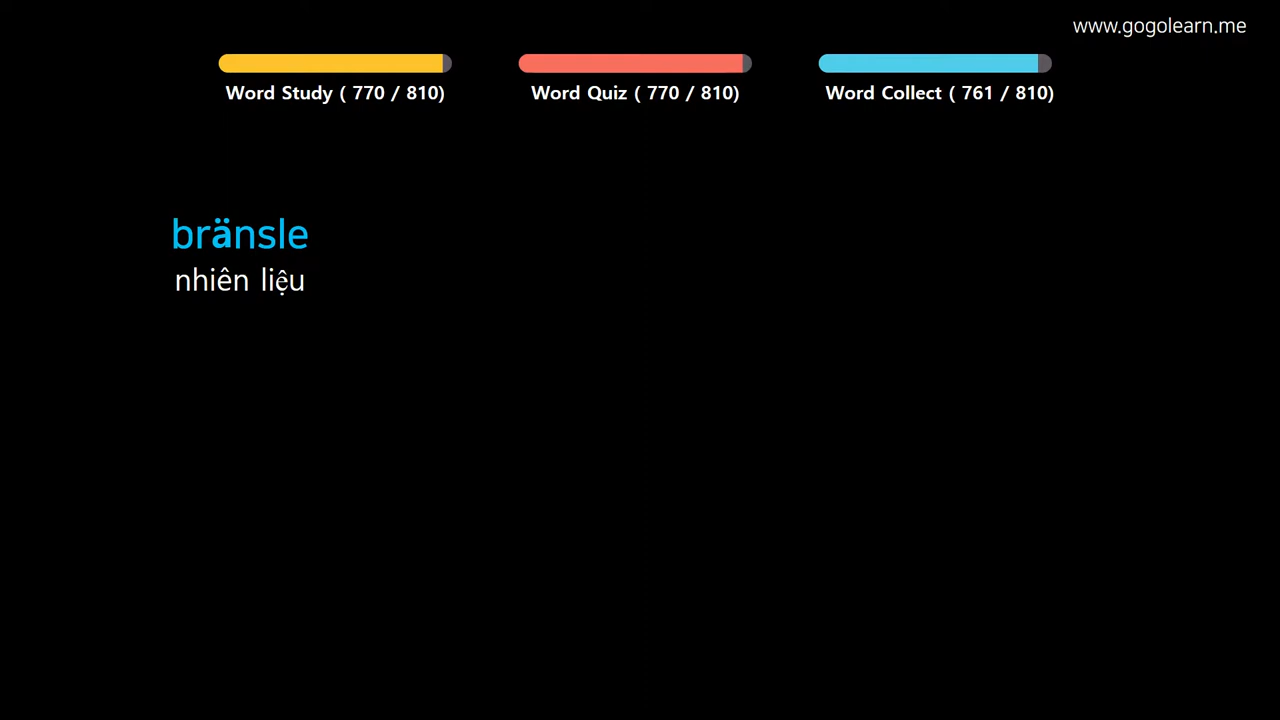 www.gogolearn.me
Word Study ( 770 / 810)
Word Quiz ( 770 / 810)
Word Collect ( 761 / 810)
bränsle
nhiên liệu